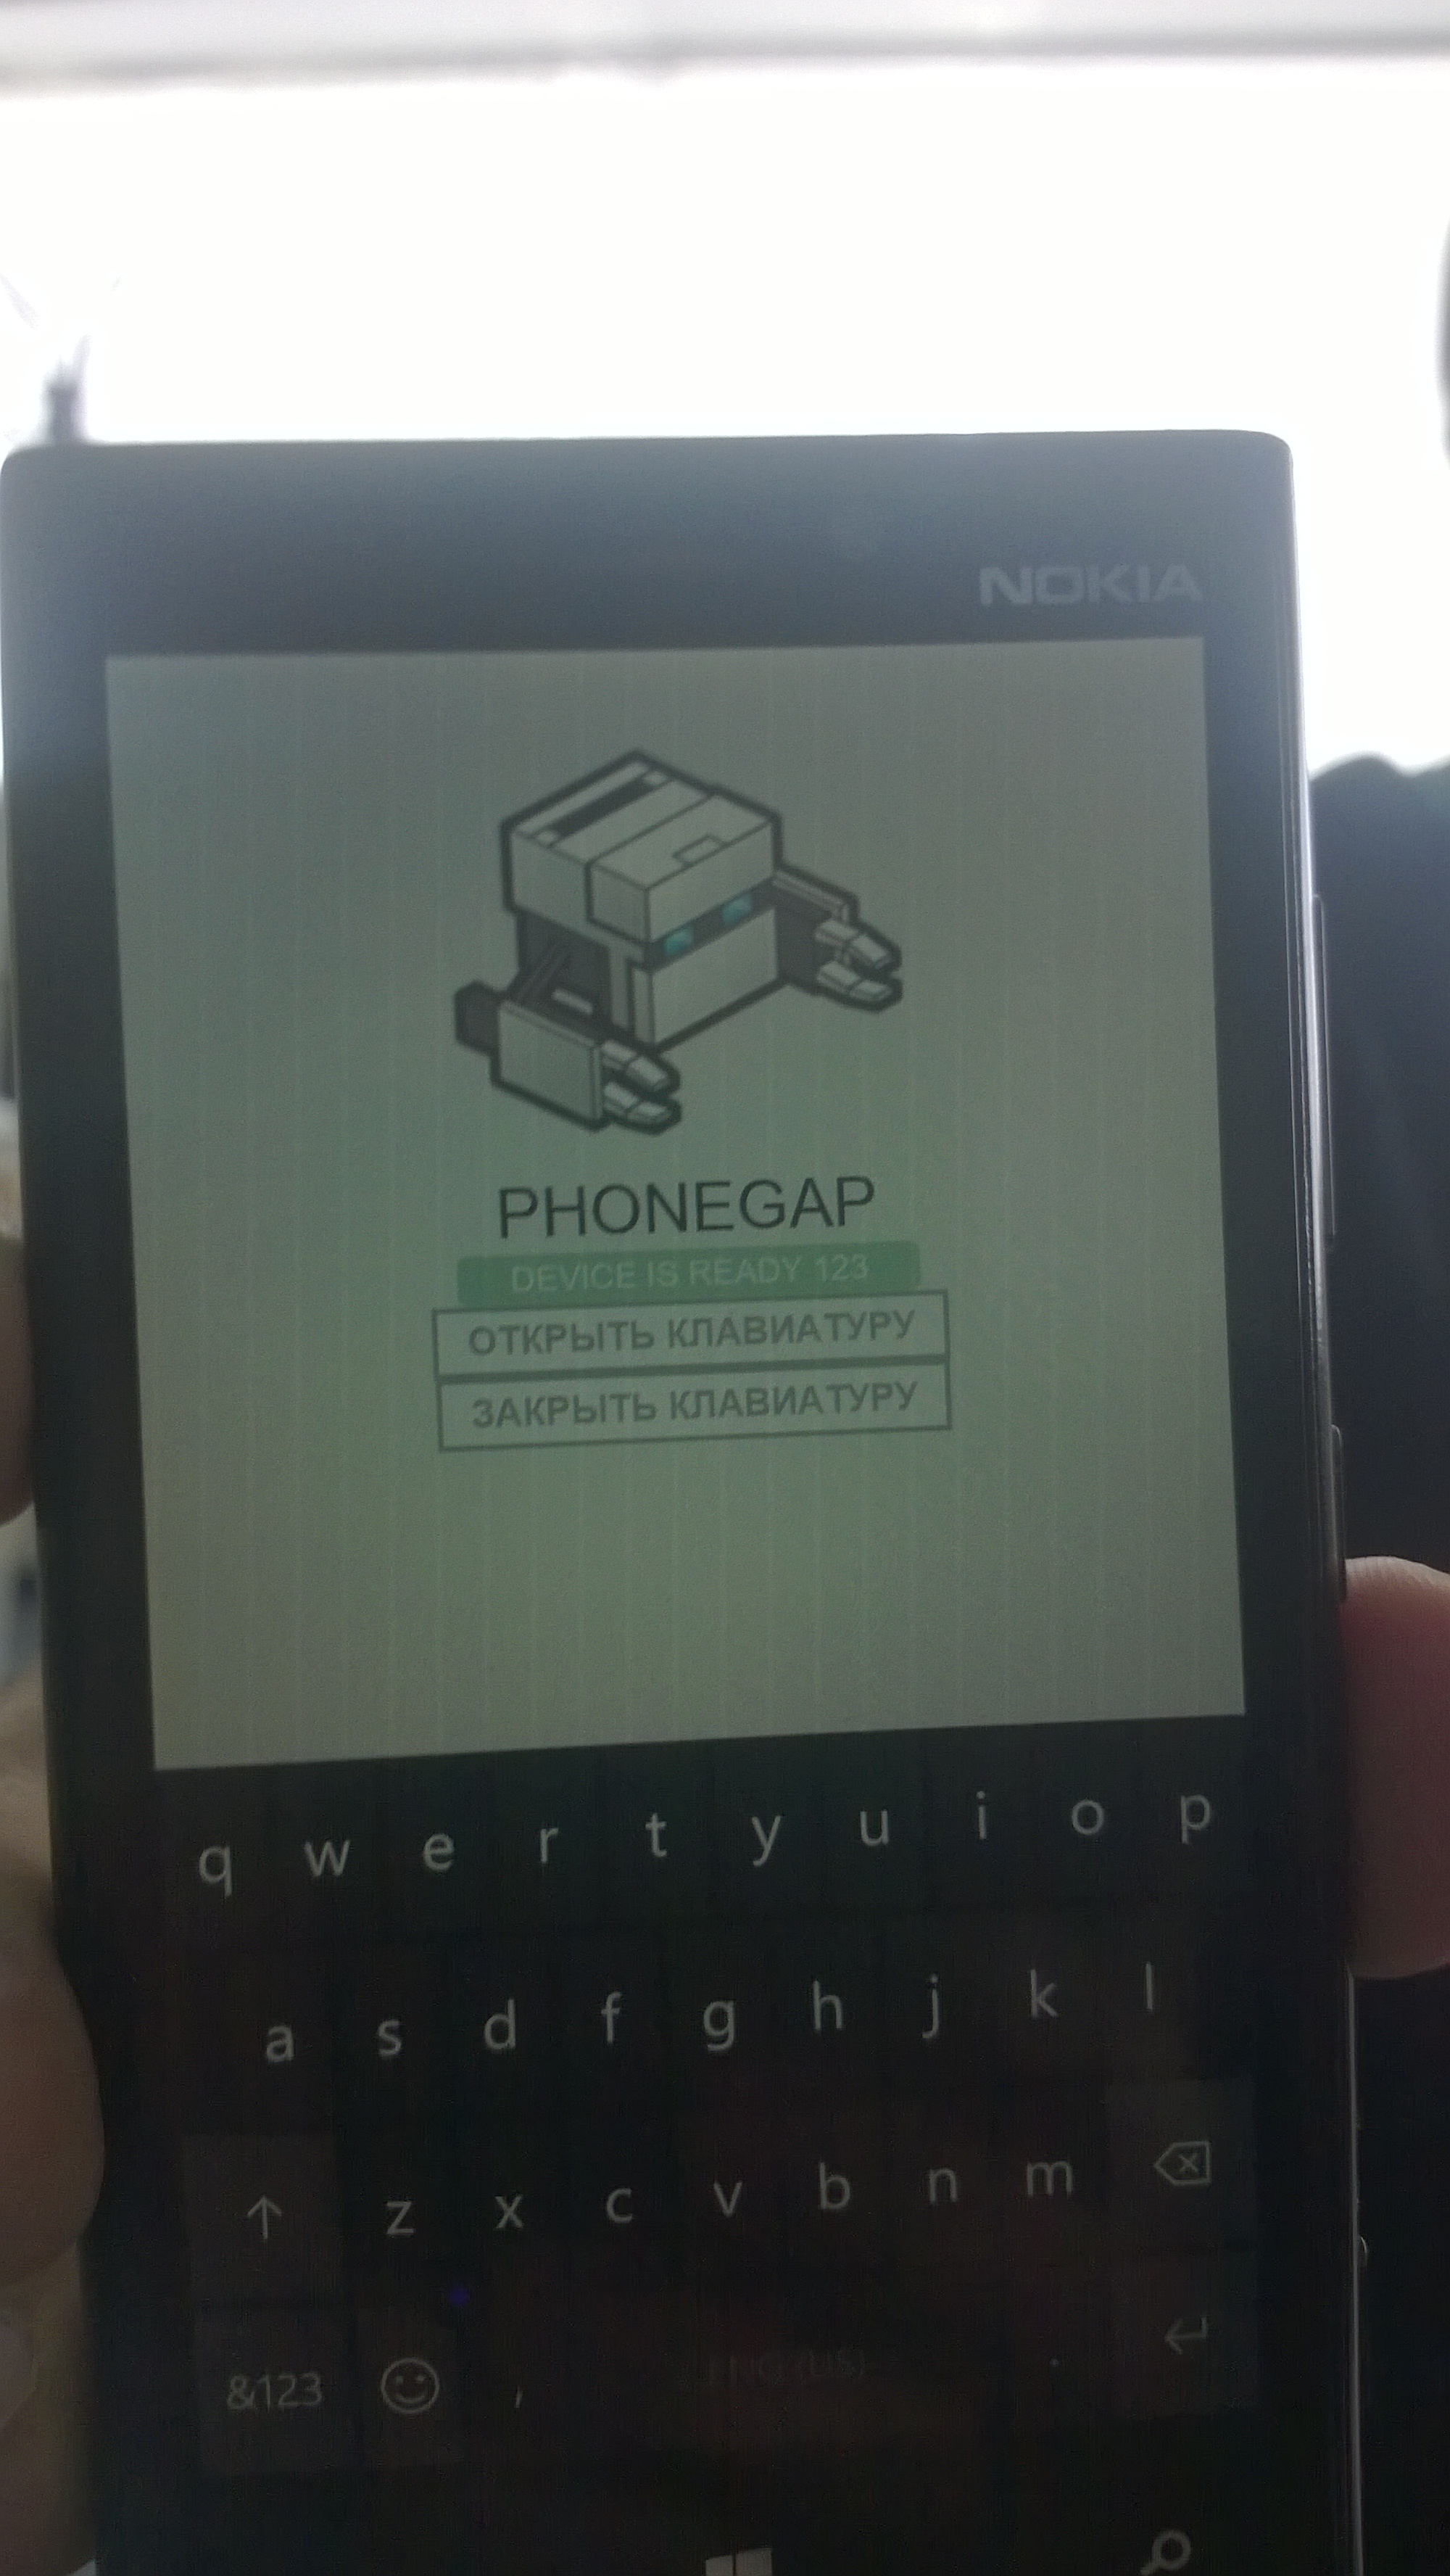 NOKIA
PHONEGAP
DEVICE IS READY 123
ОТКРЫТЬ КЛАВИАТУРУ
ЗАКРЫТЬ КЛАВИАТУРУ
q w e r t y u i o p
a s d f g h j k l
z x c v b n m
&123 , ENG (US) .